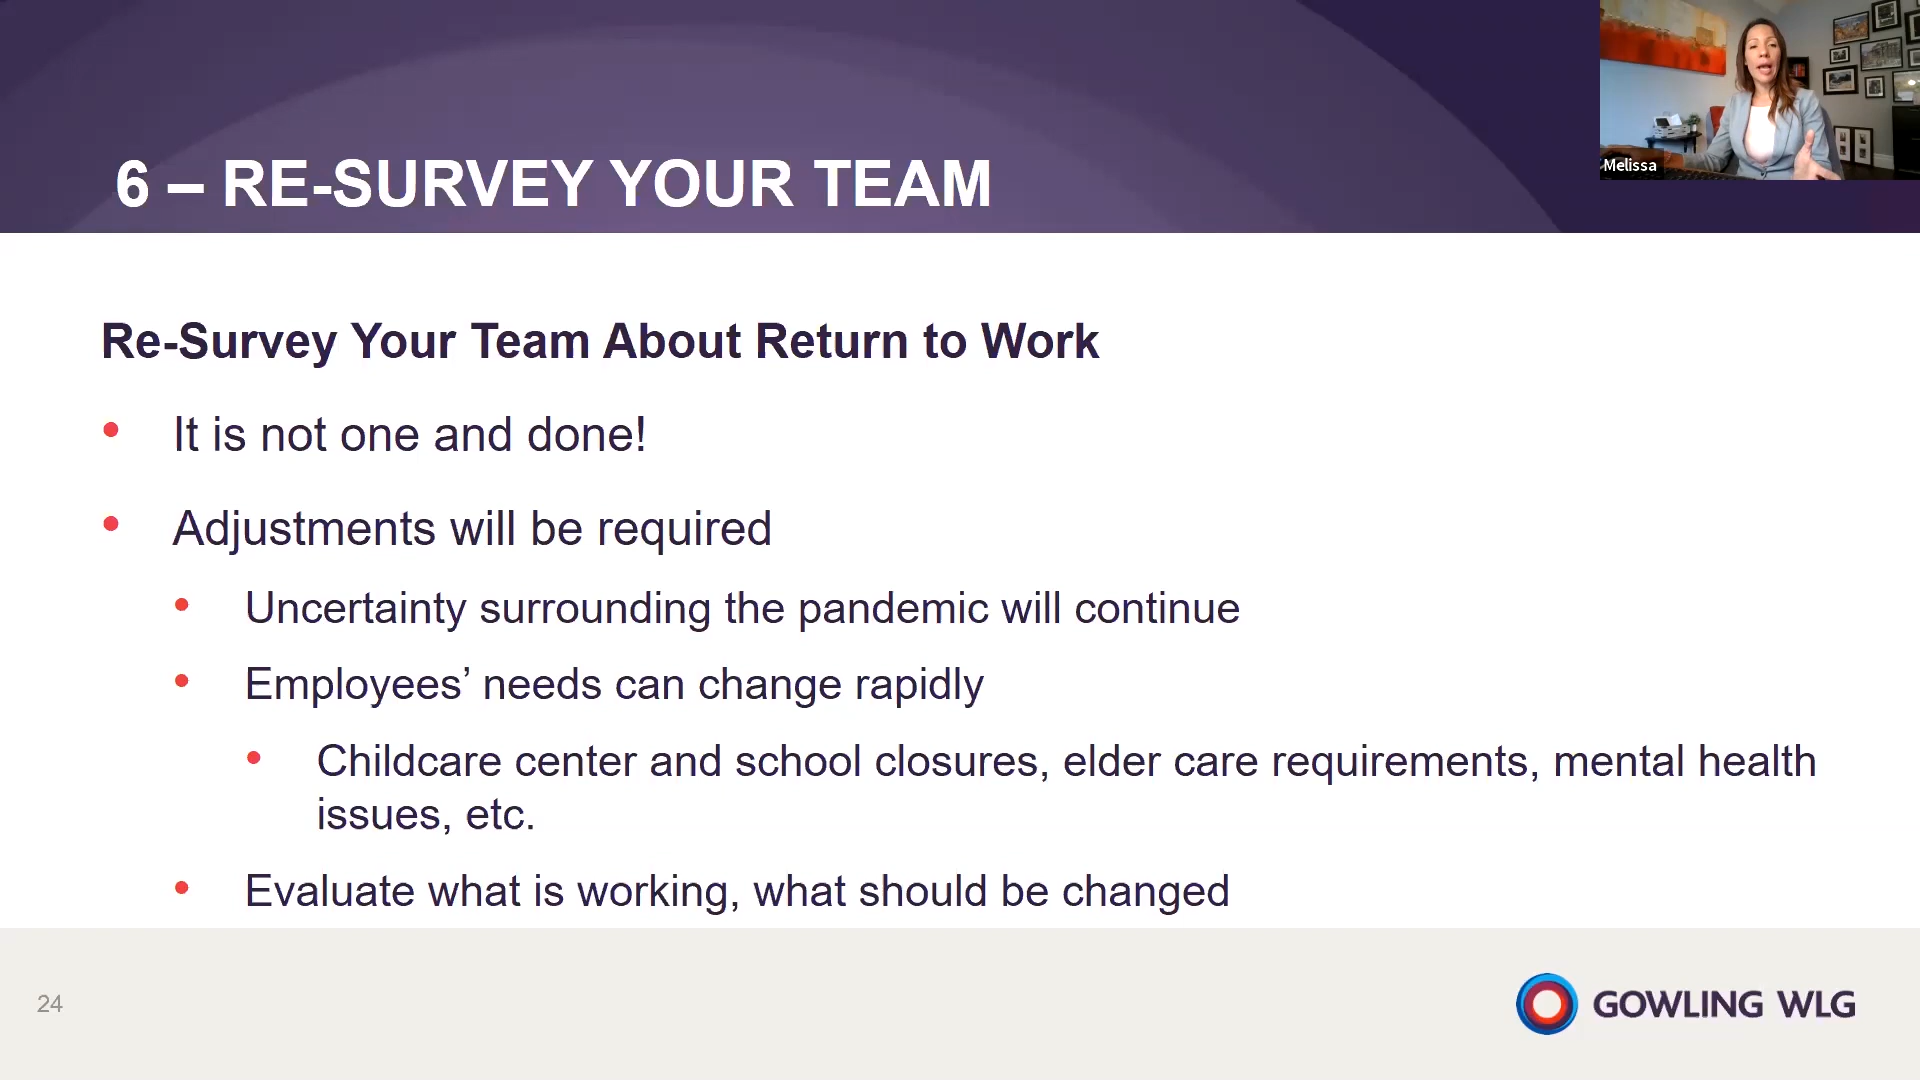 6 – RE-SURVEY YOUR TEAM
Melissa
Re-Survey Your Team About Return to Work
• It is not one and done!
• Adjustments will be required
• Uncertainty surrounding the pandemic will continue
• Employees’ needs can change rapidly
• Childcare center and school closures, elder care requirements, mental health
issues, etc.
• Evaluate what is working, what should be changed
24
GOWLING WLG